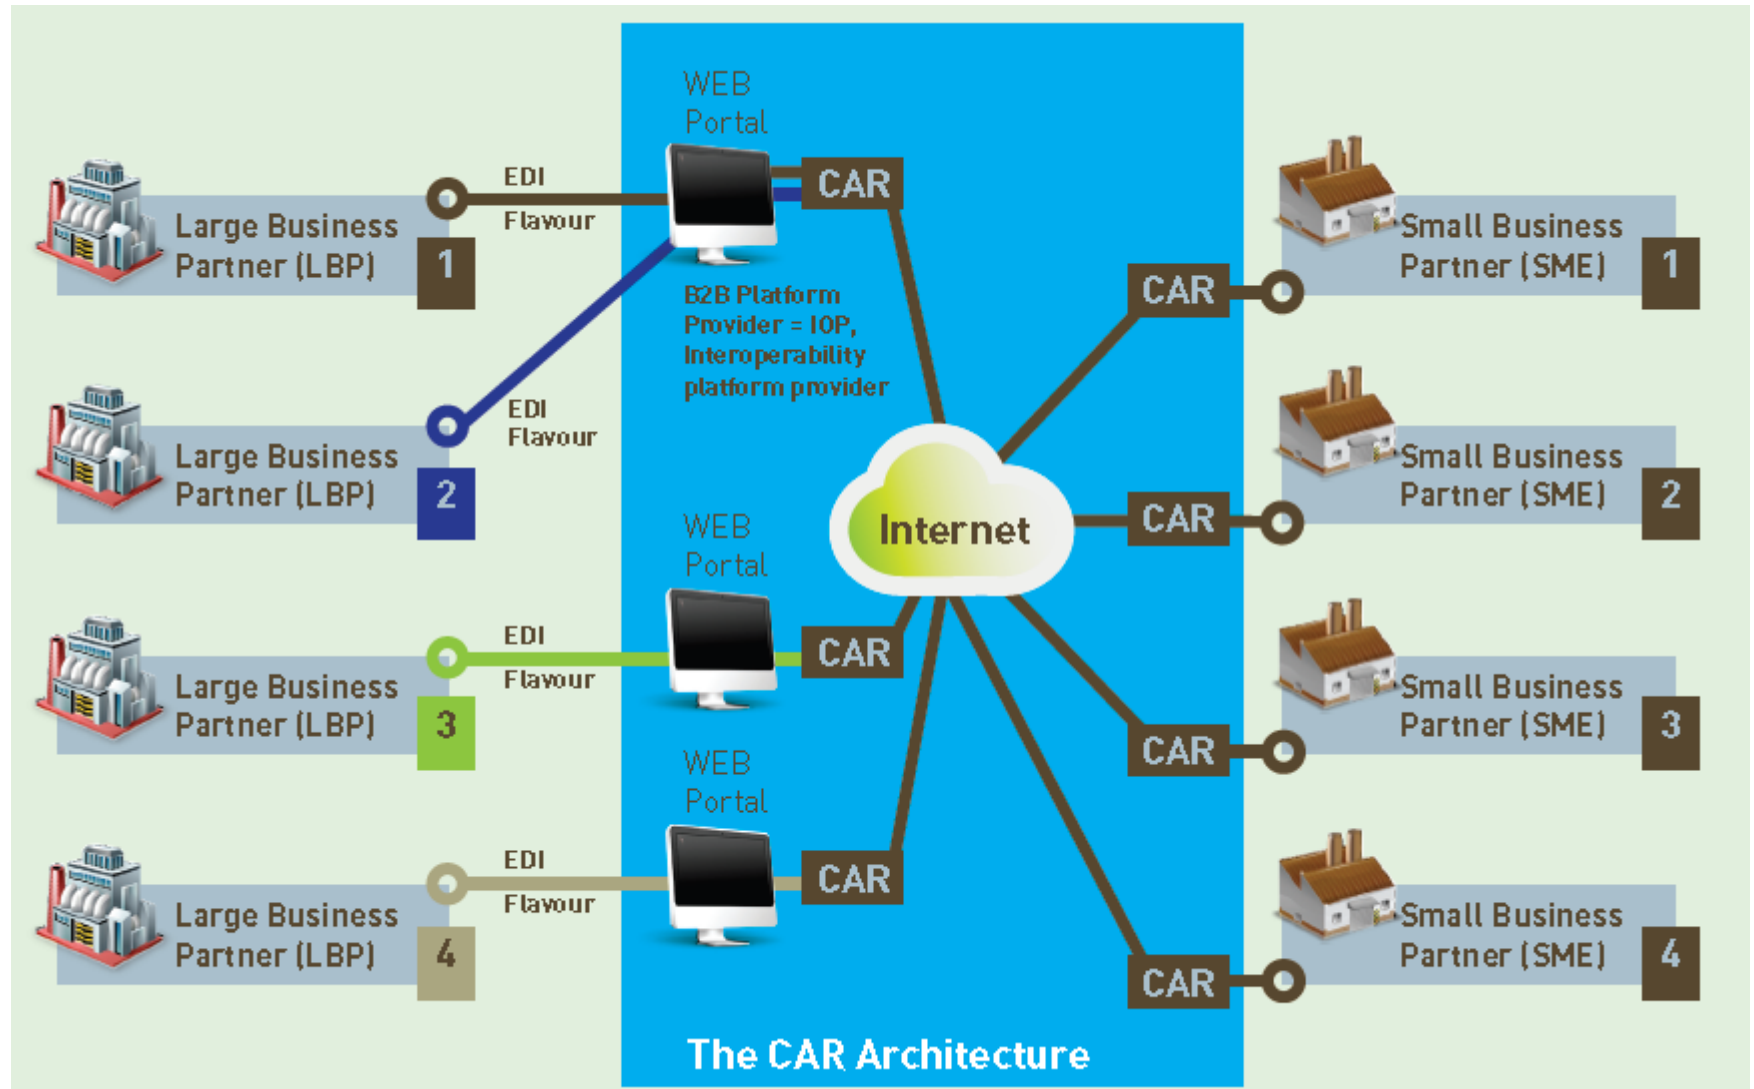 WEB
Portal
EDI
Flavour
CAR
Large Business
Partner (LBP)
1
Small Business
Partner (SME)
1
CAR
B2B Platform
Provider = IOP,
Interoperability
platform provider
EDI
Flavour
Large Business
Partner (LBP)
2
Small Business
Partner (SME)
2
CAR
Internet
WEB
Portal
EDI
Flavour
CAR
Large Business
Partner (LBP)
3
Small Business
Partner (SME)
3
CAR
WEB
Portal
EDI
Flavour
CAR
Large Business
Partner (LBP)
4
Small Business
Partner (SME)
4
CAR
The CAR Architecture